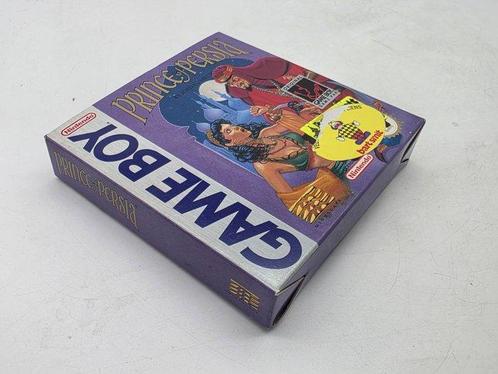 PRINCE OF PERSIA
Nintendo
GAME BOY
bart smit
Nintendo
PRINCE OF PERSIA